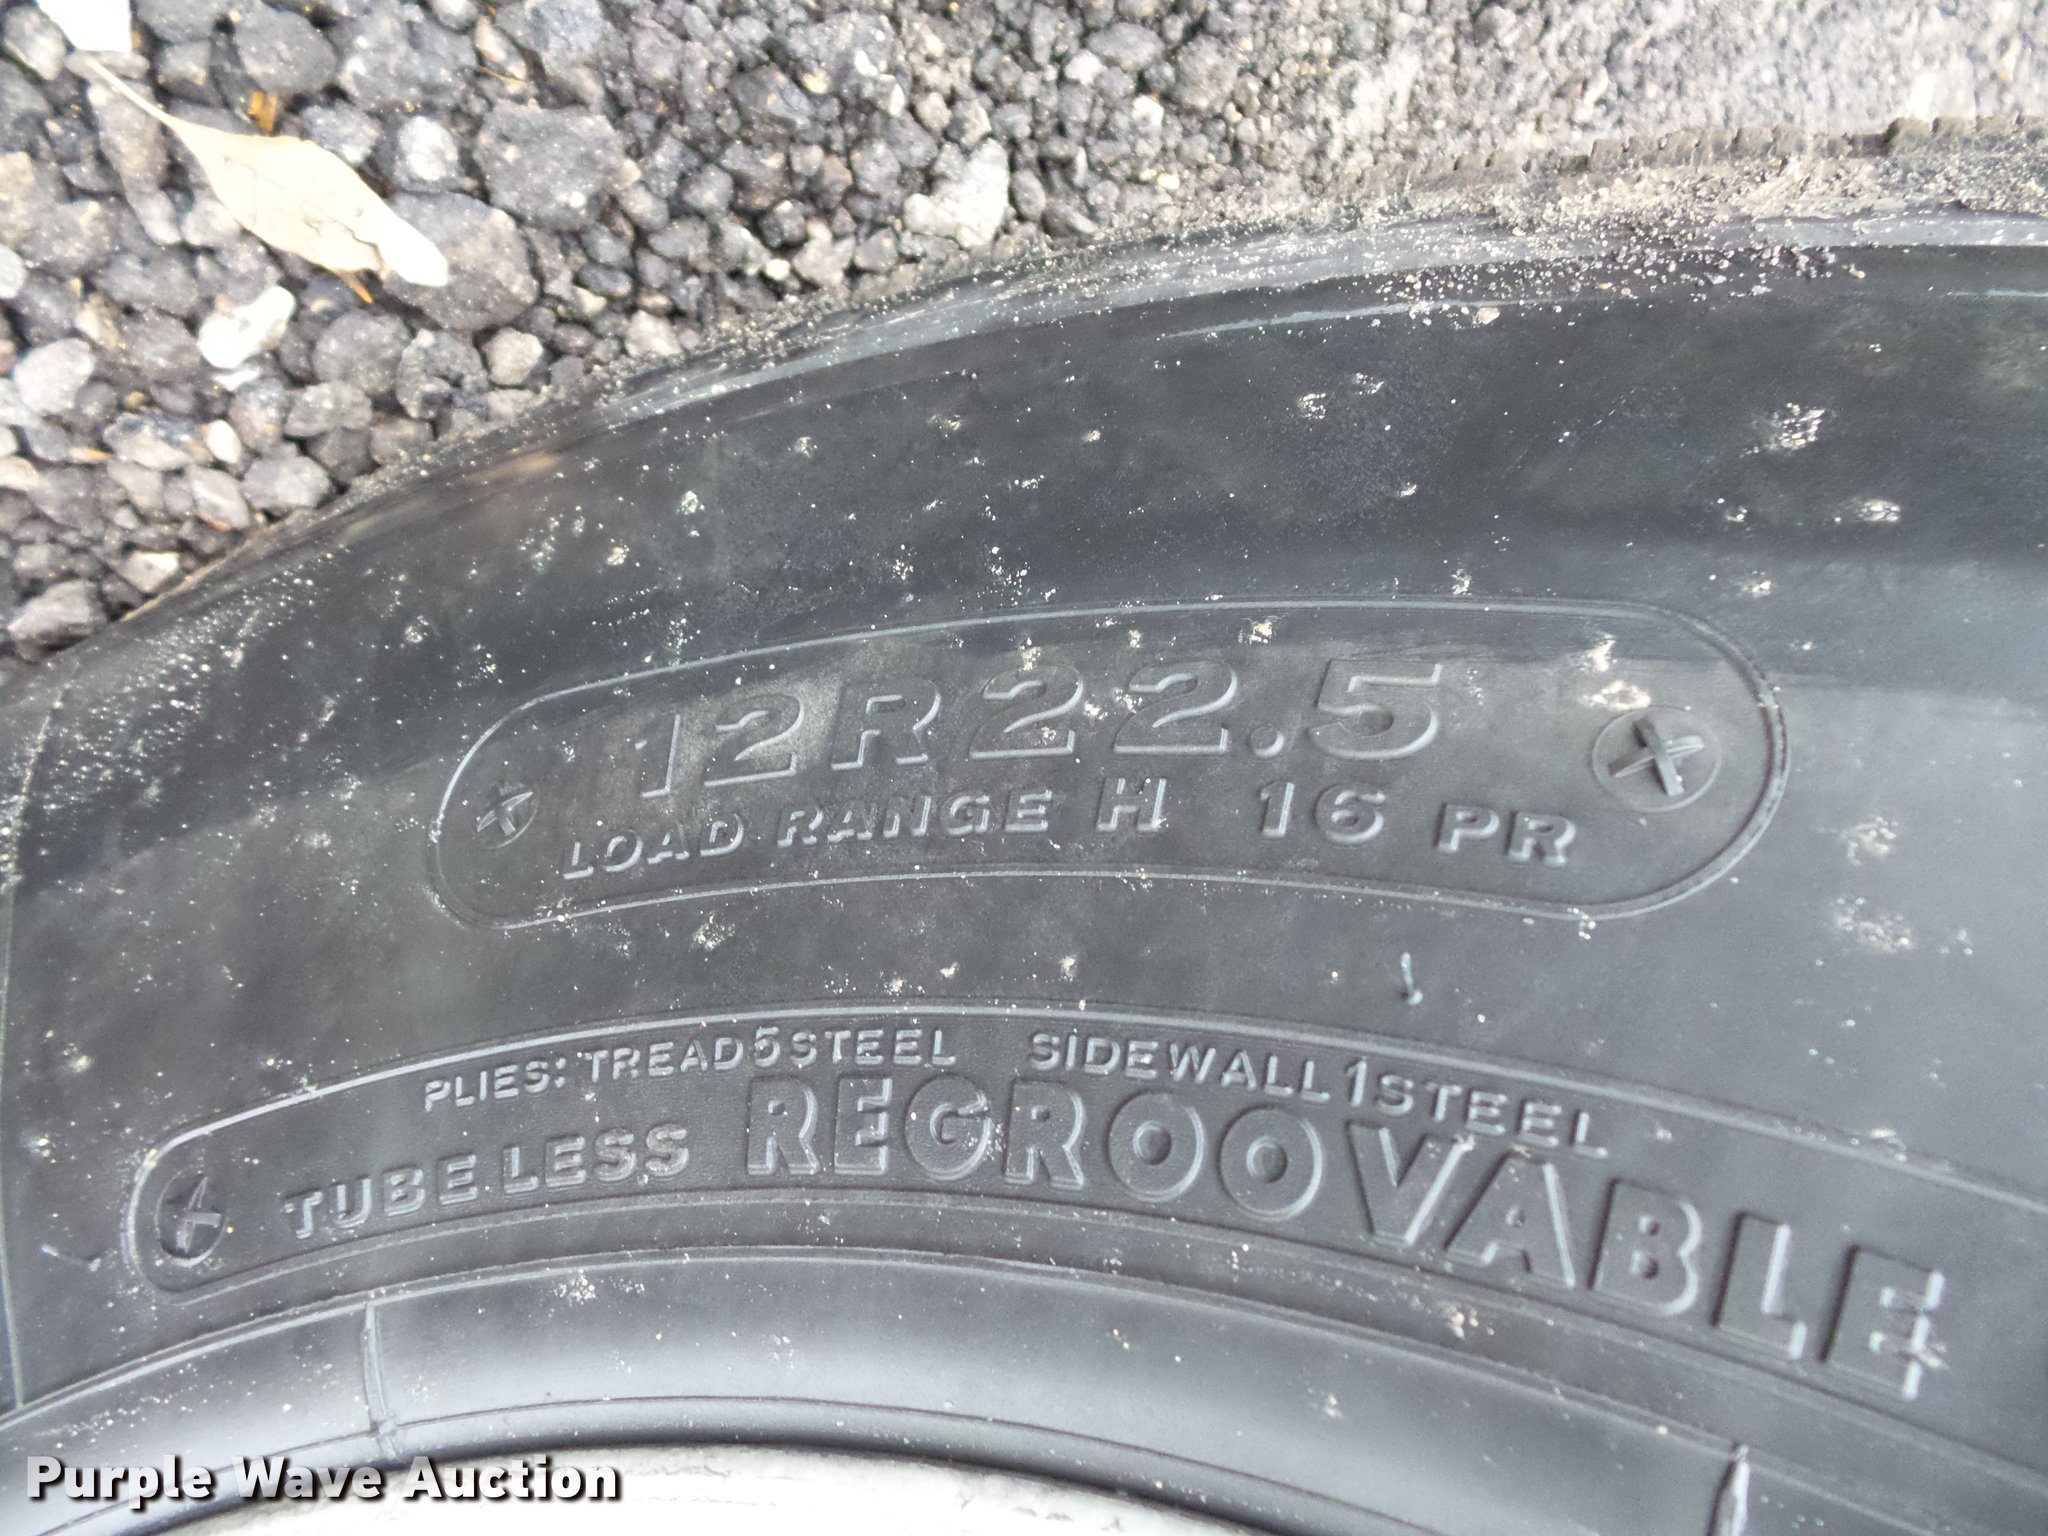 12R22.5
LOAD RANGE H 16 PR
PLIES: TREAD 5 STEEL SIDEWALL 1 STEEL
TUBELESS REGROOVABLE
Purple Wave Auction